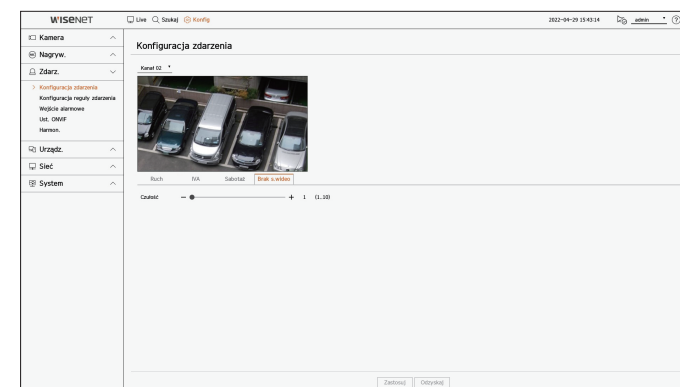 WISENET
Live Szukaj Konfig
2022-04-29 15:43:14 admin
Kamera
Nagryw.
Zdarz.
Konfiguracja zdarzenia
Konfiguracja reguły zdarzenia
Wejście alarmowe
Ust. ONVIF
Harmon.
Urządz.
Sieć
System
Konfiguracja zdarzenia
Kanał 02
Ruch IVA Sabotaż Brak s.wideo
Czułość 1 (1..10)
Zastosuj Odzyskaj